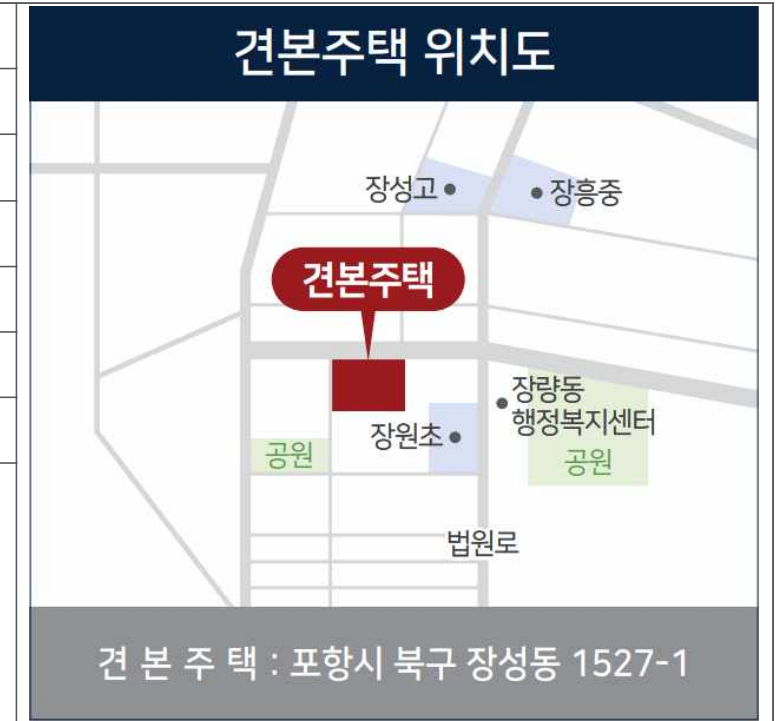 견본주택 위치도
장성고
장흥중
견본주택
장량동
행정복지센터
장원초
공원
공원
법원로
견 본 주 택 : 포항시 북구 장성동 1527-1